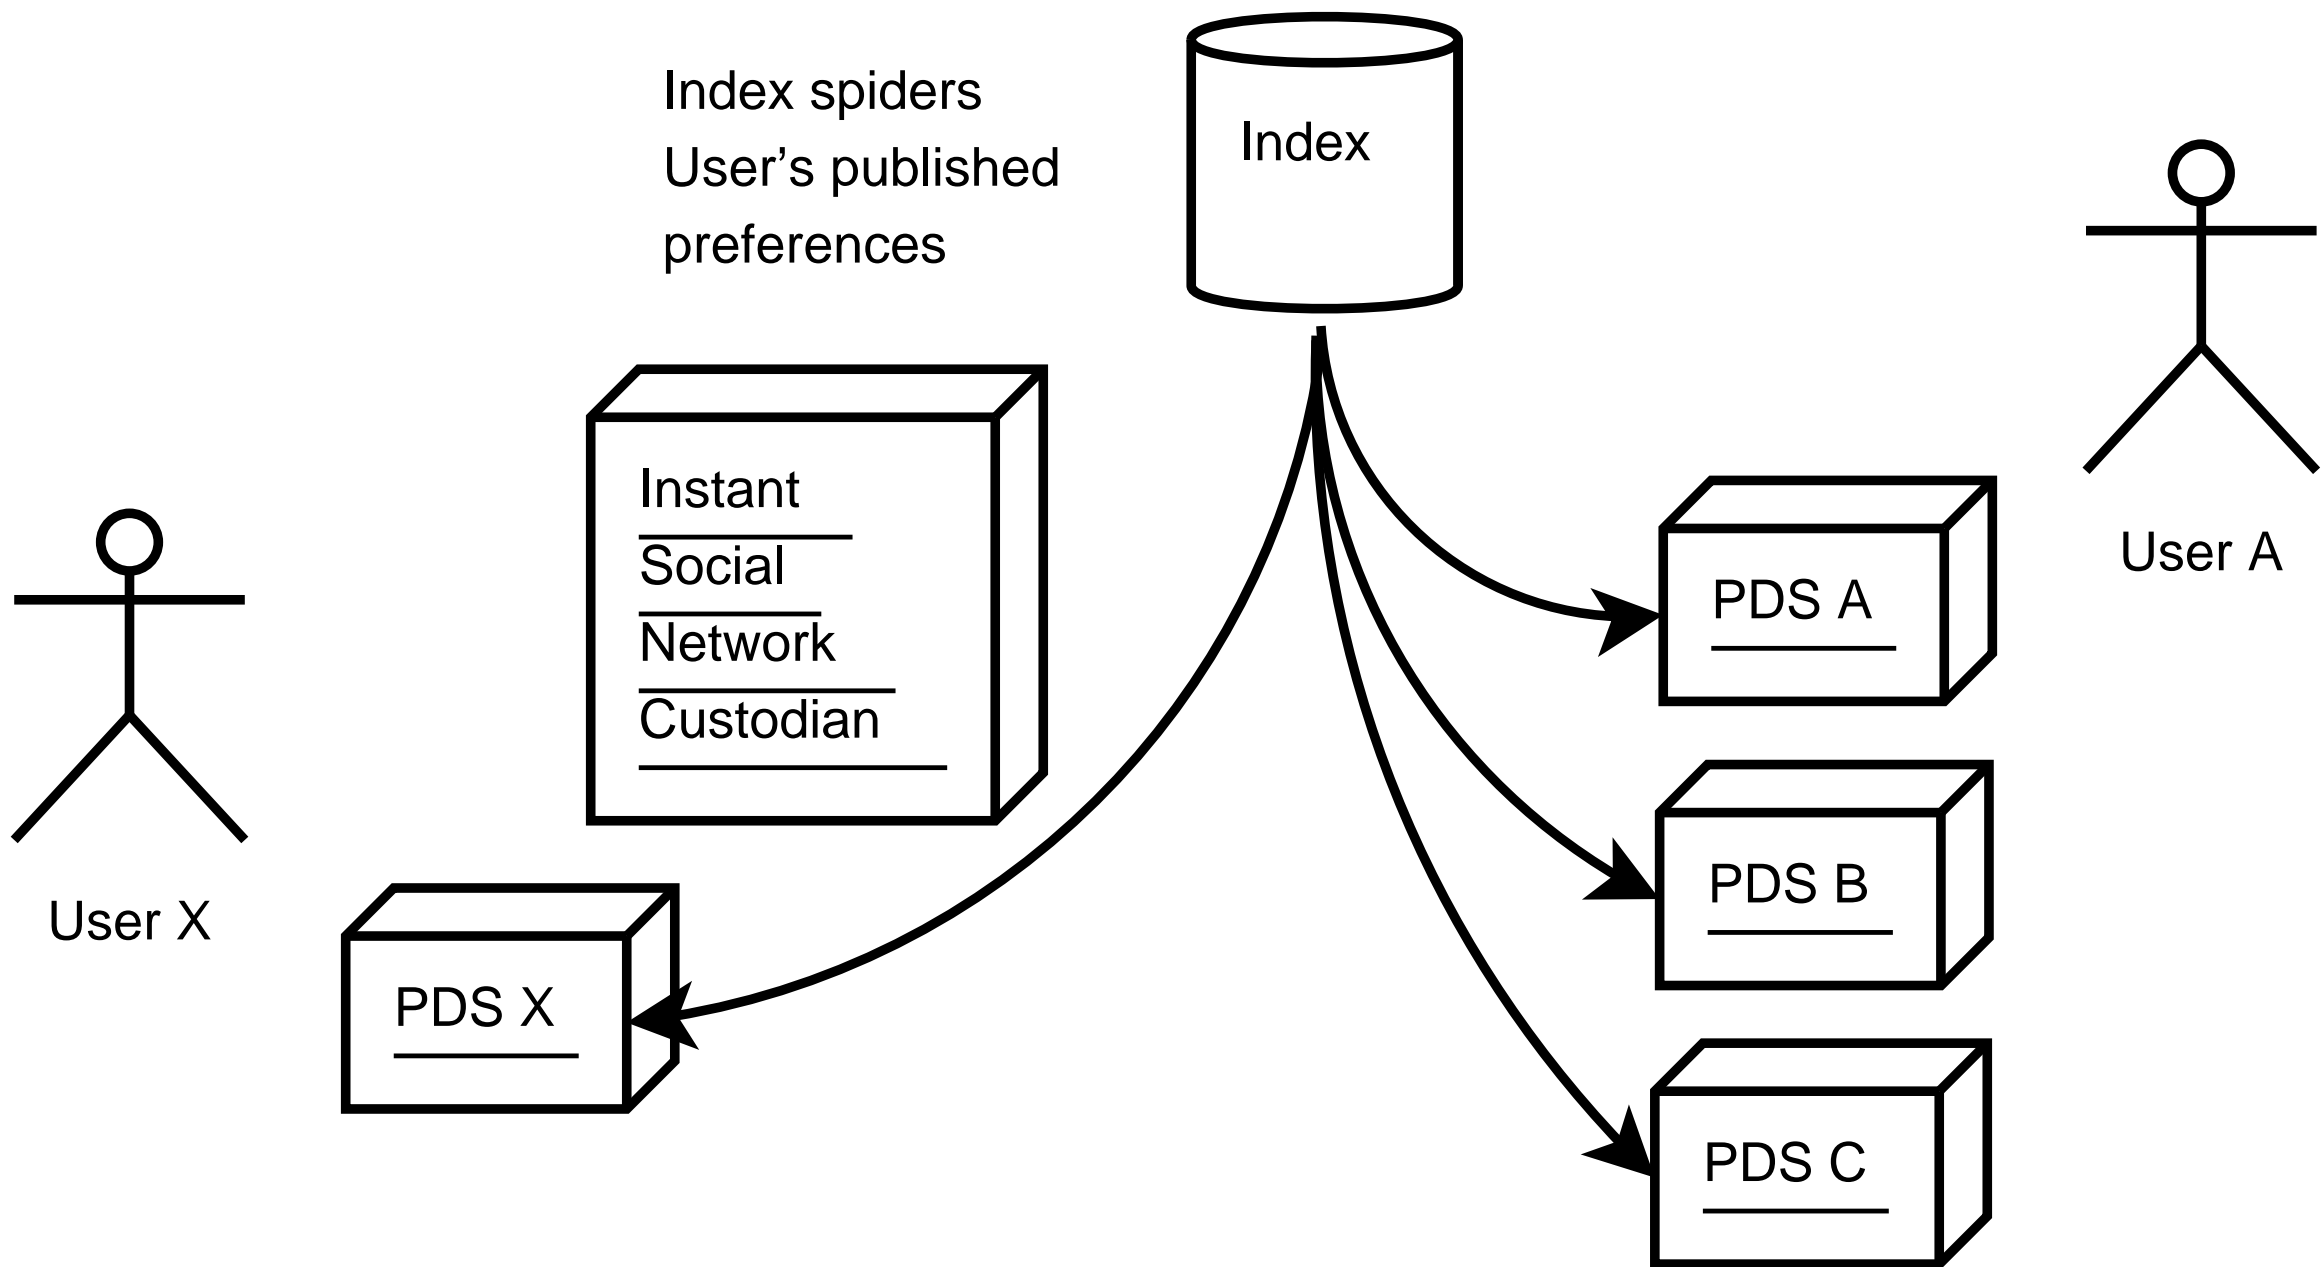 Index spiders
User's published
preferences
Index
Instant
Social
Network
Custodian
User X
PDS X
User A
PDS A
PDS B
PDS C